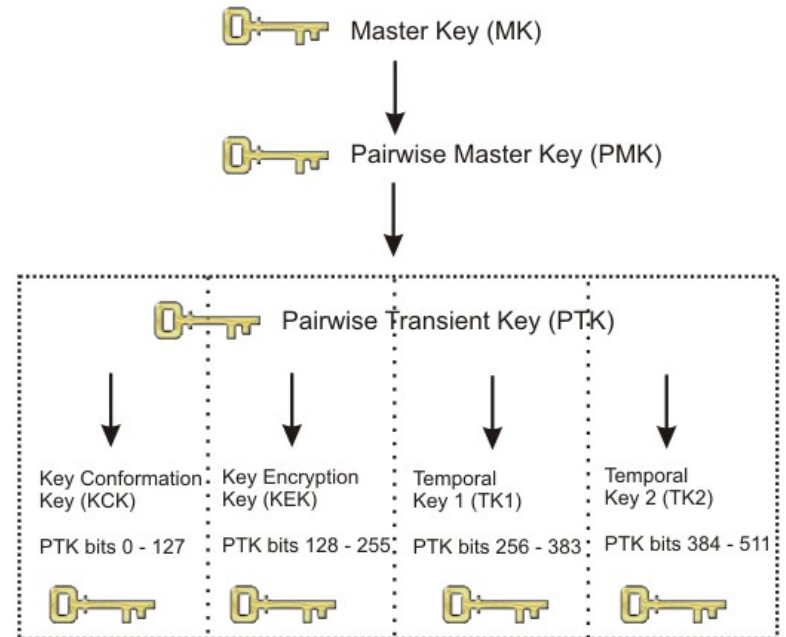 Master Key (MK)
Pairwise Master Key (PMK)
Pairwise Transient Key (PTK)
Key Conformation
Key (KCK)
PTK bits 0 - 127
Key Encryption
Key (KEK)
PTK bits 128 - 255
Temporal
Key 1 (TK1)
PTK bits 256 - 383
Temporal
Key 2 (TK2)
PTK bits 384 - 511